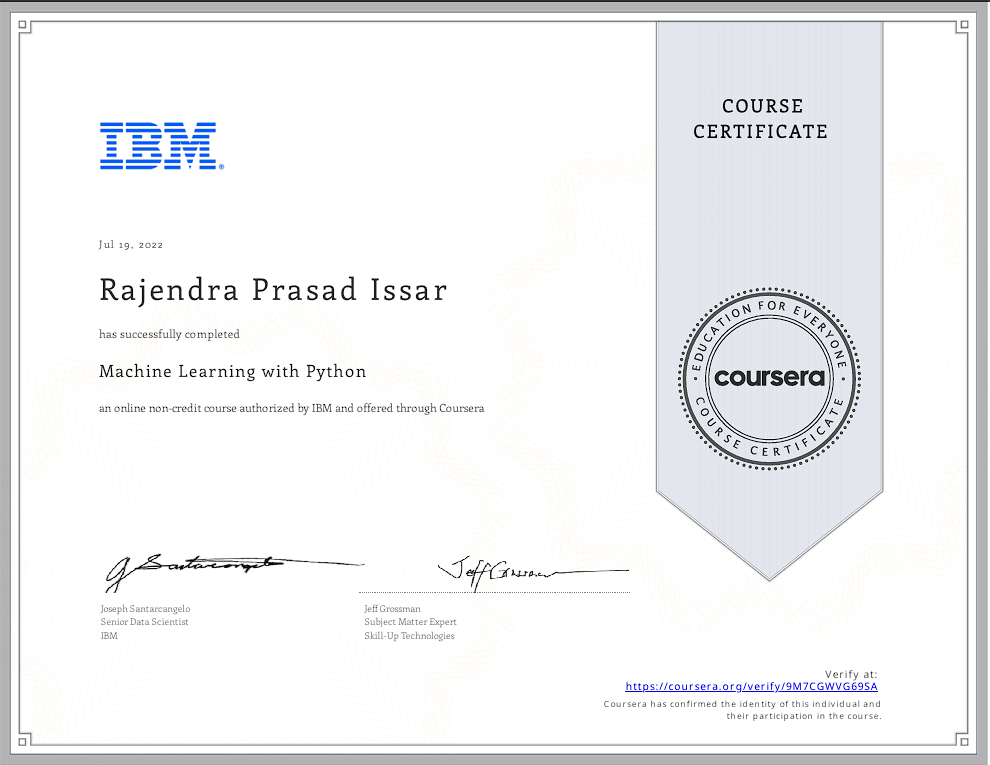 COURSE
CERTIFICATE
IBM®
Jul 19, 2022
Rajendra Prasad Issar
has successfully completed
Machine Learning with Python
an online non-credit course authorized by IBM and offered through Coursera
EDUCATION FOR EVERYONE
coursera
COURSE CERTIFICATE
J Santarcangelo
Jeff Grossman
Joseph Santarcangelo
Senior Data Scientist
IBM
Jeff Grossman
Subject Matter Expert
Skill-Up Technologies
Verify at:
https://coursera.org/verify/9M7CGWVG69SA
Coursera has confirmed the identity of this individual and
their participation in the course.